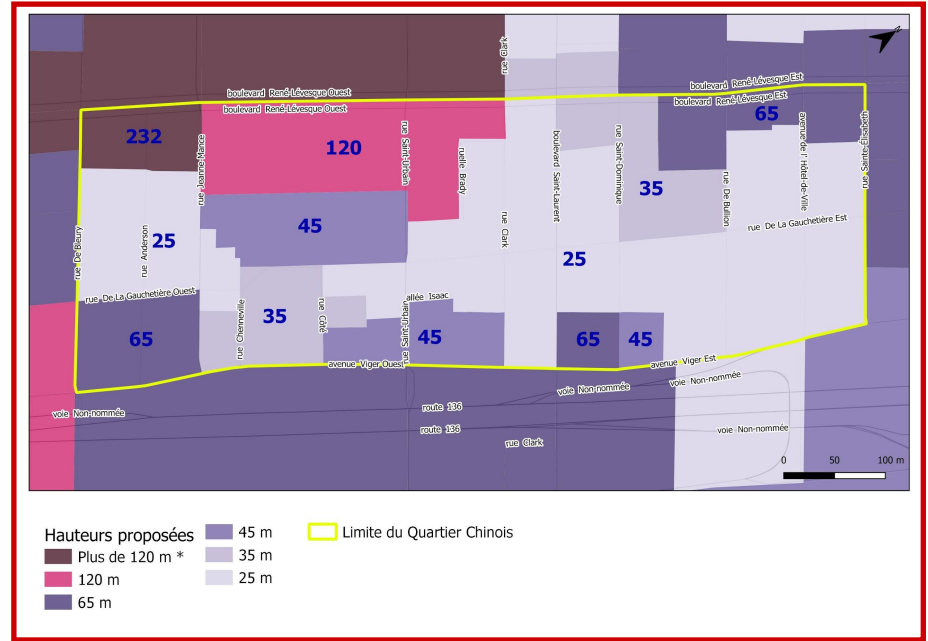 N
rue Clark
boulevard René-Lévesque Est
boulevard René-Lévesque Ouest
boulevard René-Lévesque Est
boulevard René-Lévesque Ouest
65
232
120
rue Jeanne-Mance
rue Saint-Urbain
ruelle Brady
boulevard Saint-Laurent
rue Saint-Dominique
35
rue De Bullion
avenue de l' Hôtel-de-Ville
rue Sainte-Élisabeth
45
rue De La Gauchetière Est
rue De Bleury
rue Anderson
25
rue Clark
25
rue De La Gauchetière Ouest
allée Isaac
35
rue Chenneville
rue Côté
rue Saint-Urbain
65
45
65
45
avenue Viger Ouest
avenue Viger Est
voie Non-nommée
voie Non-nommée
voie Non-nommée
route 136
route 136
voie Non-nommée
rue Clark
0 50 100 m
Hauteurs proposées
Plus de 120 m *
120 m
65 m
45 m
35 m
25 m
Limite du Quartier Chinois